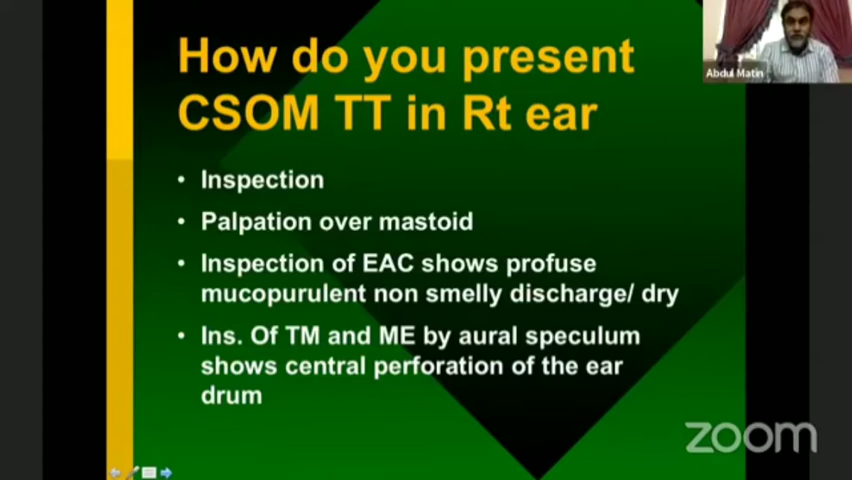 How do you present
CSOM TT in Rt ear
• Inspection
• Palpation over mastoid
• Inspection of EAC shows profuse
mucopurulent non smelly discharge/ dry
• Ins. Of TM and ME by aural speculum
shows central perforation of the ear
drum
Abdul Matin
zoom